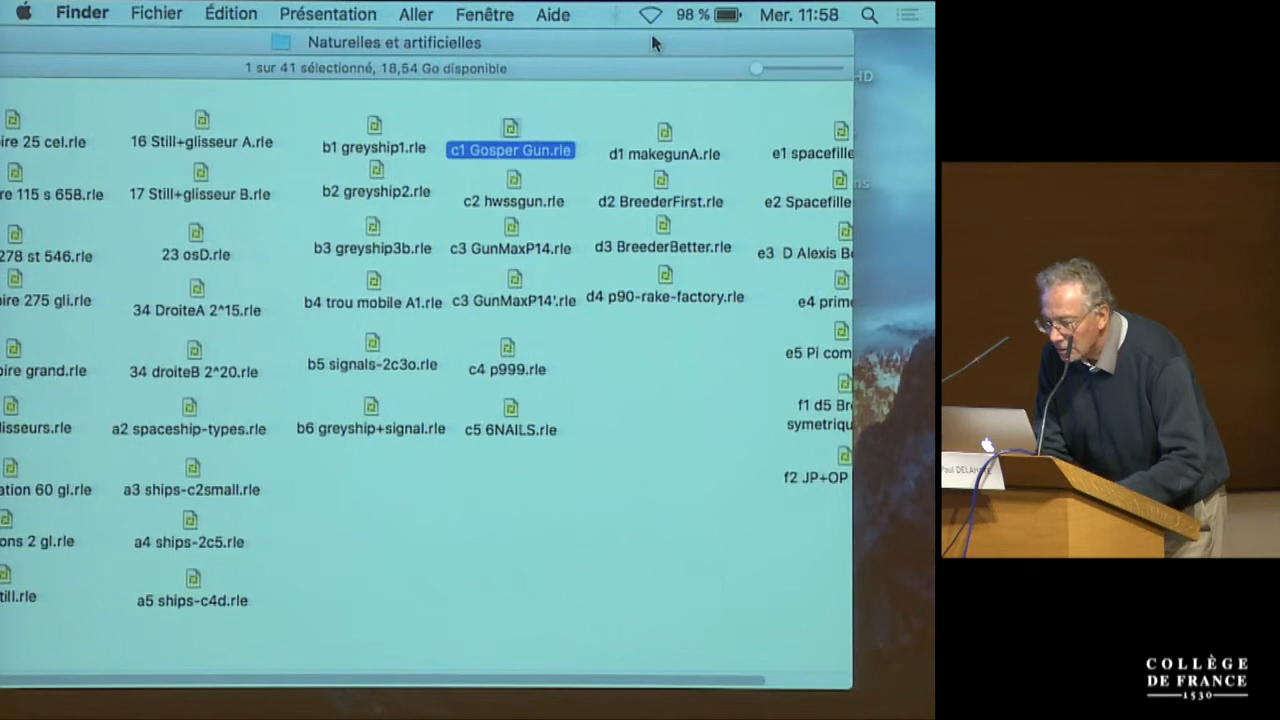 Finder Fichier Édition Présentation Aller Fenêtre Aide 98 % Mer. 11:58
Naturelles et artificielles
1 sur 41 sélectionné, 18,54 Go disponible
HD
ire 25 cel.rle 16 Still+glisseur A.rle b1 greyship1.rle c1 Gosper Gun.rle d1 makegunA.rle e1 spacefille
re 115 s 658.rle 17 Still+glisseur B.rle b2 greyship2.rle c2 hwssgun.rle d2 BreederFirst.rle e2 Spacefille
ns
278 st 546.rle 23 osD.rle b3 greyship3b.rle c3 GunMaxP14.rle d3 BreederBetter.rle e3 D Alexis Be
ire 275 gli.rle 34 DroiteA 2^15.rle b4 trou mobile A1.rle c3 GunMaxP14'.rle d4 p90-rake-factory.rle e4 prime
ire grand.rle 34 droiteB 2^20.rle b5 signals-2c3o.rle c4 p999.rle e5 Pi com
lisseurs.rle a2 spaceship-types.rle b6 greyship+signal.rle c5 6NAILS.rle f1 d5 Bre
symetriqu
ation 60 gl.rle a3 ships-c2small.rle f2 JP+OP
ons 2 gl.rle a4 ships-2c5.rle
till.rle a5 ships-c4d.rle
Paul DELAHAYE
COLLÈGE
DE FRANCE
1530